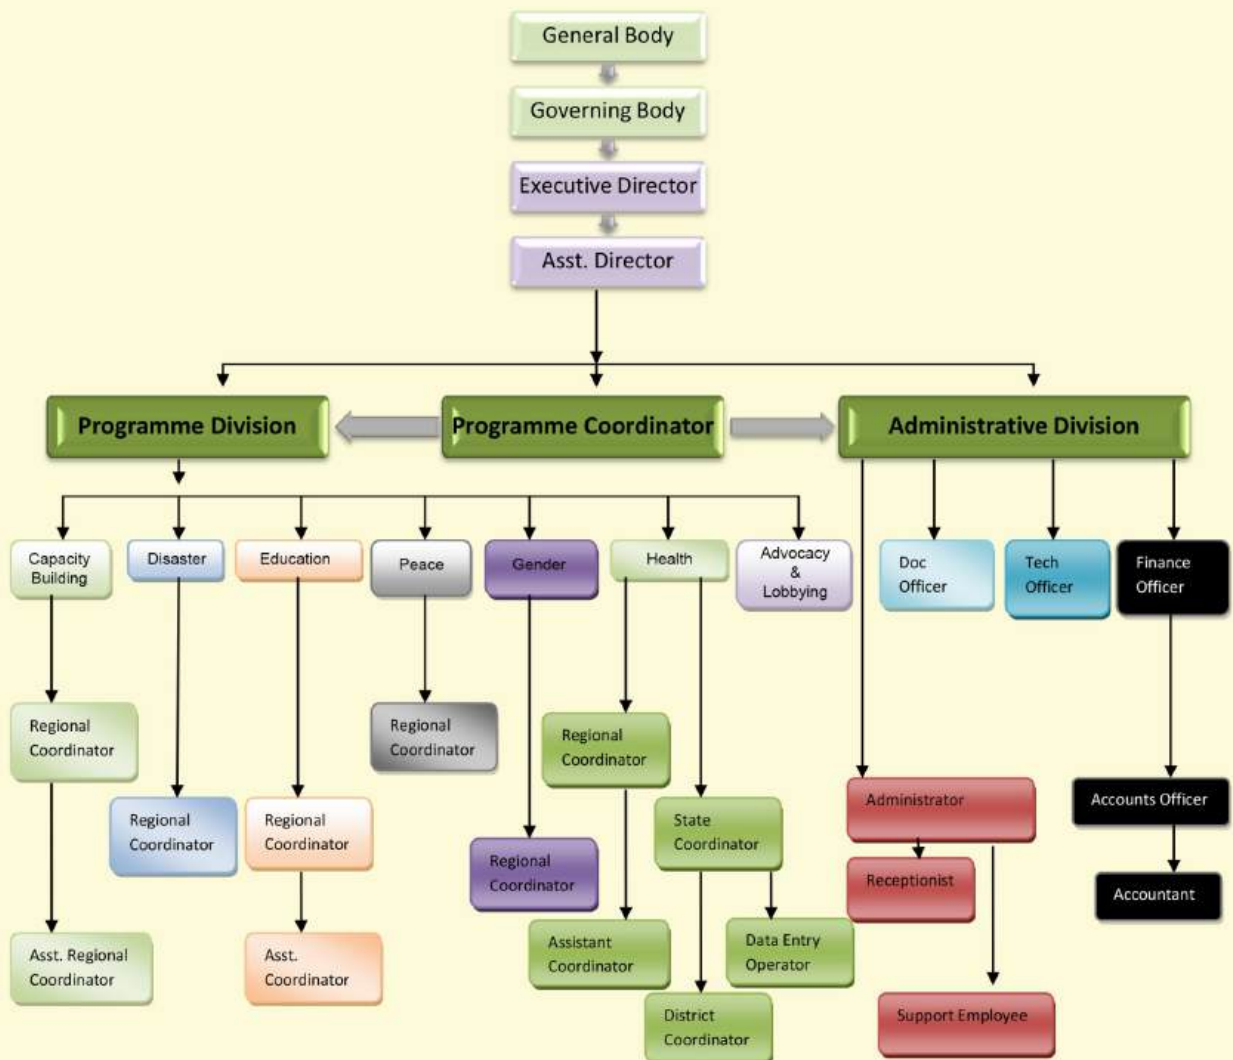 General Body
Governing Body
Executive Director
Asst. Director
Programme Division
Programme Coordinator
Administrative Division
Capacity
Building
Disaster
Education
Peace
Gender
Health
Advocacy
&
Lobbying
Doc
Officer
Tech
Officer
Finance
Officer
Regional
Coordinator
Regional
Coordinator
Regional
Coordinator
Regional
Coordinator
Regional
Coordinator
Regional
Coordinator
State
Coordinator
Administrator
Accounts Officer
Receptionist
Accountant
Asst. Regional
Coordinator
Asst.
Coordinator
Assistant
Coordinator
Data Entry
Operator
District
Coordinator
Support Employee